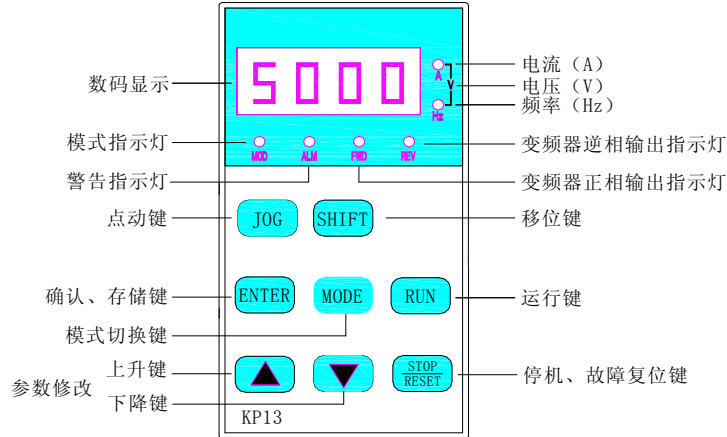 数码显示
5000
A
V
Hz
电流（A）
电压（V）
频率（Hz）
模式指示灯
MOD
ALM
FWD
REV
变频器逆相输出指示灯
警告指示灯
变频器正相输出指示灯
点动键
JOG
SHIFT
移位键
确认、存储键
ENTER
MODE
RUN
运行键
模式切换键
上升键
参数修改
下降键
STOP
RESET
停机、故障复位键
KP13